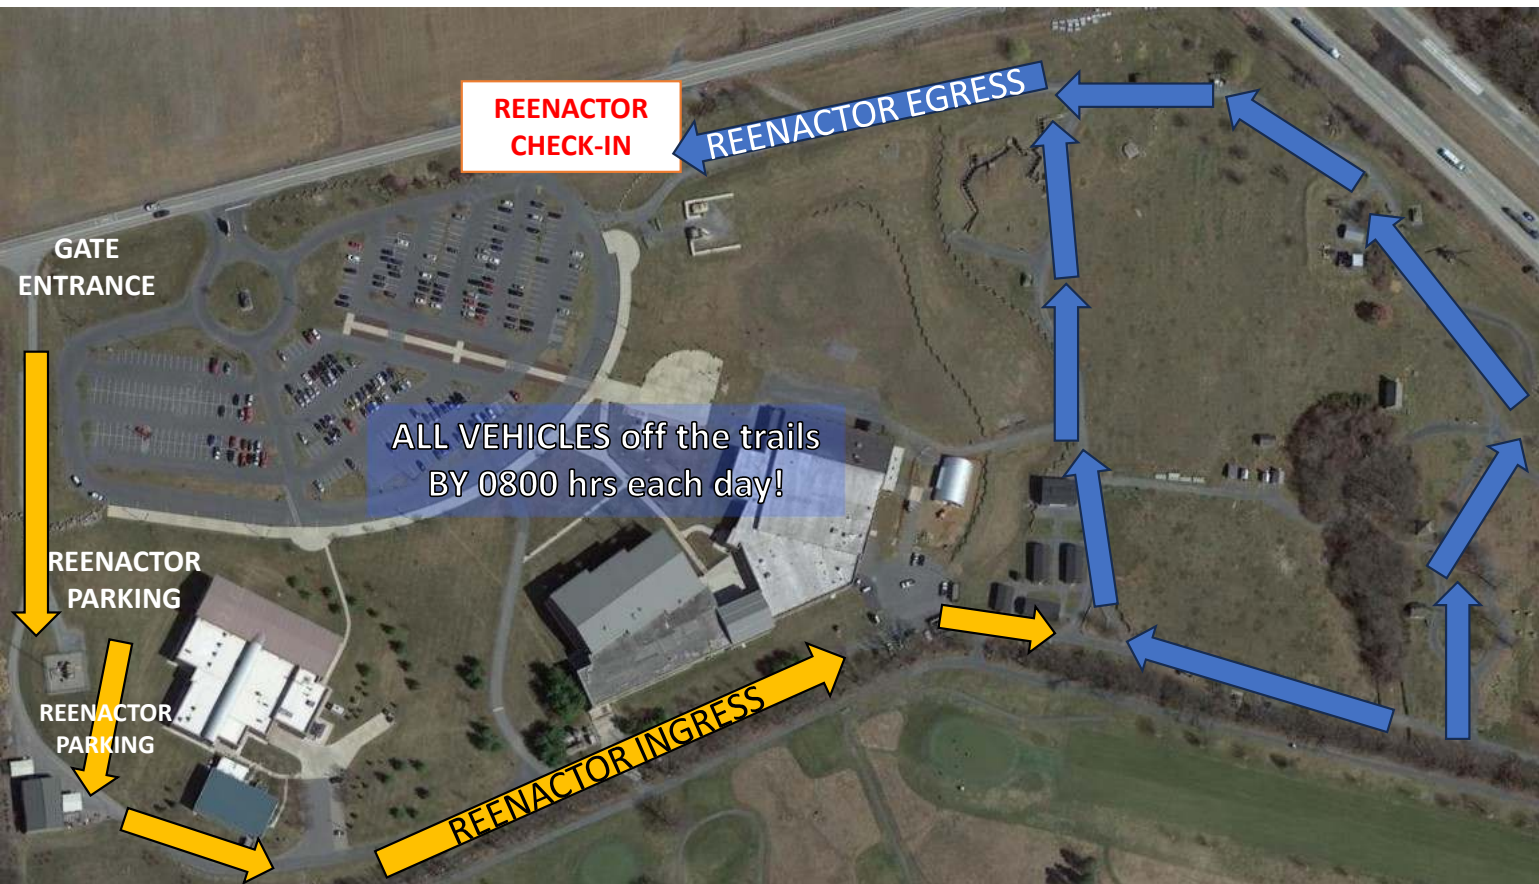 REENACTOR
CHECK-IN
REENACTOR EGRESS
GATE
ENTRANCE
ALL VEHICLES off the trails
BY 0800 hrs each day!
REENACTOR
PARKING
REENACTOR
PARKING
REENACTOR INGRESS